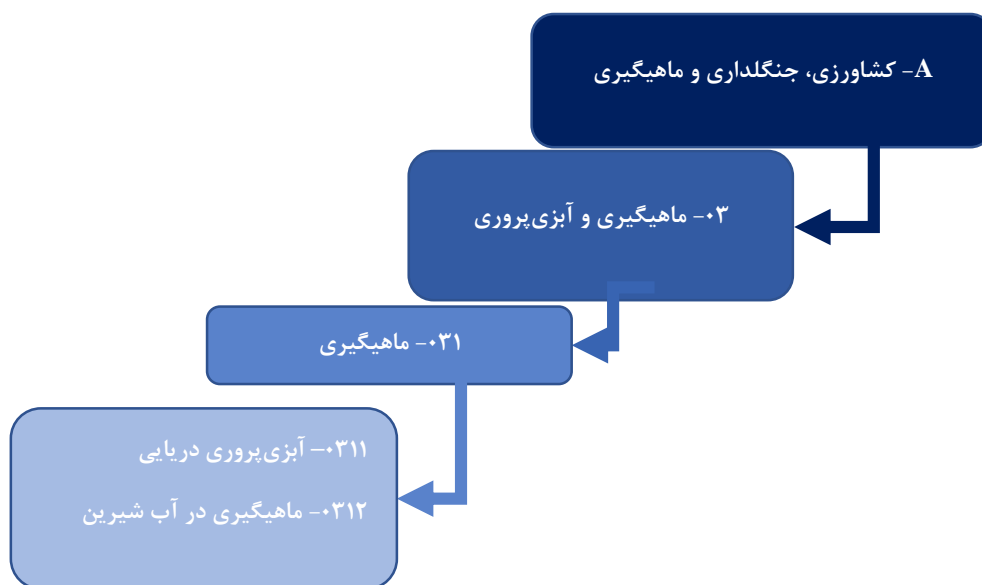 A- کشاورزی، جنگلداری و ماهیگیری
۰۳- ماهیگیری و آبزی‌پروری
۰۳۱- ماهیگیری
۰۳۱۱– آبزی‌پروری دریایی
۰۳۱۲- ماهیگیری در آب شیرین